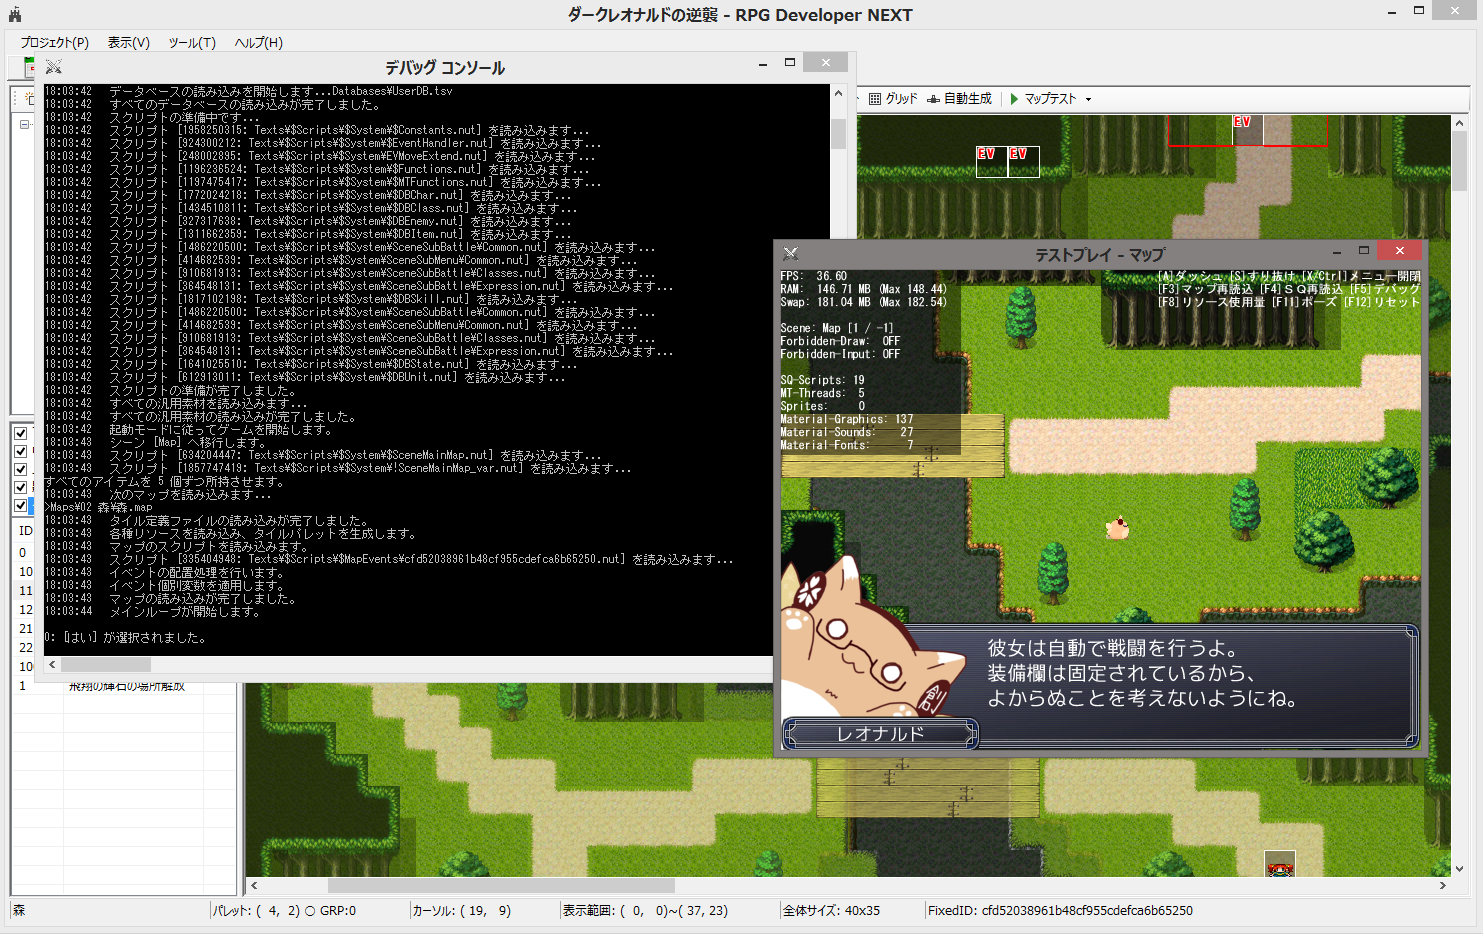 ダークレオナルドの逆襲 - RPG Developer NEXT
プロジェクト(P) 表示(V) ツール(T) ヘルプ(H)
デバッグ コンソール
18:03:42 データベースの読み込みを開始します...Databases¥UserDB.tsv
18:03:42 すべてのデータベースの読み込みが完了しました。
18:03:42 スクリプトの準備中です...
18:03:42 スクリプト [1958250315: Texts¥$Scripts¥$System¥$Constants.nut] を読み込みます...
18:03:42 スクリプト [924300212: Texts¥$Scripts¥$System¥$EventHandler.nut] を読み込みます...
18:03:42 スクリプト [248002895: Texts¥$Scripts¥$System¥EVMoveExtend.nut] を読み込みます...
18:03:42 スクリプト [1196236524: Texts¥$Scripts¥$System¥$Functions.nut] を読み込みます...
18:03:42 スクリプト [1197475417: Texts¥$Scripts¥$System¥$MTFunctions.nut] を読み込みます...
18:03:42 スクリプト [1772024218: Texts¥$Scripts¥$System¥$DBChar.nut] を読み込みます...
18:03:42 スクリプト [1434510811: Texts¥$Scripts¥$System¥$DBClass.nut] を読み込みます...
18:03:42 スクリプト [327317638: Texts¥$Scripts¥$System¥$DBEnemy.nut] を読み込みます...
18:03:42 スクリプト [1311662359: Texts¥$Scripts¥$System¥$DBItem.nut] を読み込みます...
18:03:42 スクリプト [1486220500: Texts¥$Scripts¥$System¥SceneSubBattle¥Common.nut] を読み込みます...
18:03:42 スクリプト [414682539: Texts¥$Scripts¥$System¥SceneSubMenu¥Common.nut] を読み込みます...
18:03:42 スクリプト [910681913: Texts¥$Scripts¥$System¥SceneSubBattle¥Classes.nut] を読み込みます...
18:03:42 スクリプト [364548131: Texts¥$Scripts¥$System¥SceneSubBattle¥Expression.nut] を読み込みます...
18:03:42 スクリプト [1817102198: Texts¥$Scripts¥$System¥$DBSkill.nut] を読み込みます...
18:03:42 スクリプト [1486220500: Texts¥$Scripts¥$System¥SceneSubBattle¥Common.nut] を読み込みます...
18:03:42 スクリプト [414682539: Texts¥$Scripts¥$System¥SceneSubMenu¥Common.nut] を読み込みます...
18:03:42 スクリプト [910681913: Texts¥$Scripts¥$System¥SceneSubBattle¥Classes.nut] を読み込みます...
18:03:42 スクリプト [364548131: Texts¥$Scripts¥$System¥SceneSubBattle¥Expression.nut] を読み込みます...
18:03:42 スクリプト [1641025510: Texts¥$Scripts¥$System¥$DBState.nut] を読み込みます...
18:03:42 スクリプト [612913011: Texts¥$Scripts¥$System¥$DBUnit.nut] を読み込みます...
18:03:42 スクリプトの準備が完了しました。
18:03:42 すべての汎用素材を読み込みます...
18:03:42 すべての汎用素材の読み込みが完了しました。
18:03:42 起動モードに従ってゲームを開始します。
18:03:43 シーン [Map] へ移行します。
18:03:43 スクリプト [634204447: Texts¥$Scripts¥$System¥$SceneMainMap.nut] を読み込みます...
18:03:43 スクリプト [1857747419: Texts¥$Scripts¥$System¥!SceneMainMap_var.nut] を読み込みます...
すべてのアイテムを 5 個ずつ所持させます。
18:03:43 次のマップを読み込みます...
>Maps¥02 森¥森.map
18:03:43 タイル定義ファイルの読み込みが完了しました。
18:03:43 各種リソースを読み込み、タイルパレットを生成します。
18:03:43 マップのスクリプトを読み込みます。
18:03:43 スクリプト [335404948: Texts¥$Scripts¥$MapEvents¥cfd52038961b48cf955cdefca6b65250.nut] を読み込みます...
18:03:43 イベントの配置処理を行います。
18:03:43 イベント個別変数を適用します。
18:03:43 マップの読み込みが完了しました。
18:03:44 メインループが開始します。
0: [はい] が選択されました。
グリッド 自動生成 マップテスト
EV
EV EV
テストプレイ - マップ
FPS: 36.60
RAM: 146.71 MB (Max 148.44)
Swap: 181.04 MB (Max 182.54)
[A]ダッシュ [S]すり抜け [X/Ctrl]メニュー開閉
[F3]マップ再読込 [F4]ＳＱ再読込 [F5]デバッグ
[F8]リソース使用量 [F11]ポーズ [F12]リセット
Scene: Map [1 / -1]
Forbidden-Draw: OFF
Forbidden-Input: OFF
SQ-Scripts: 19
MT-Threads: 5
Sprites: 0
Material-Graphics: 137
Material-Sounds: 27
Material-Fonts: 7
創
彼女は自動で戦闘を行うよ。
装備欄は固定されているから、
よからぬことを考えないようにね。
レオナルド
ID
0
10
11
12
21
22
100
1 飛翔の輝石の場所解放
森 パレット: ( 4, 2) ○ GRP:0 カーソル: ( 19, 9) 表示範囲: ( 0, 0)~( 37, 23) 全体サイズ: 40x35 FixedID: cfd52038961b48cf955cdefca6b65250